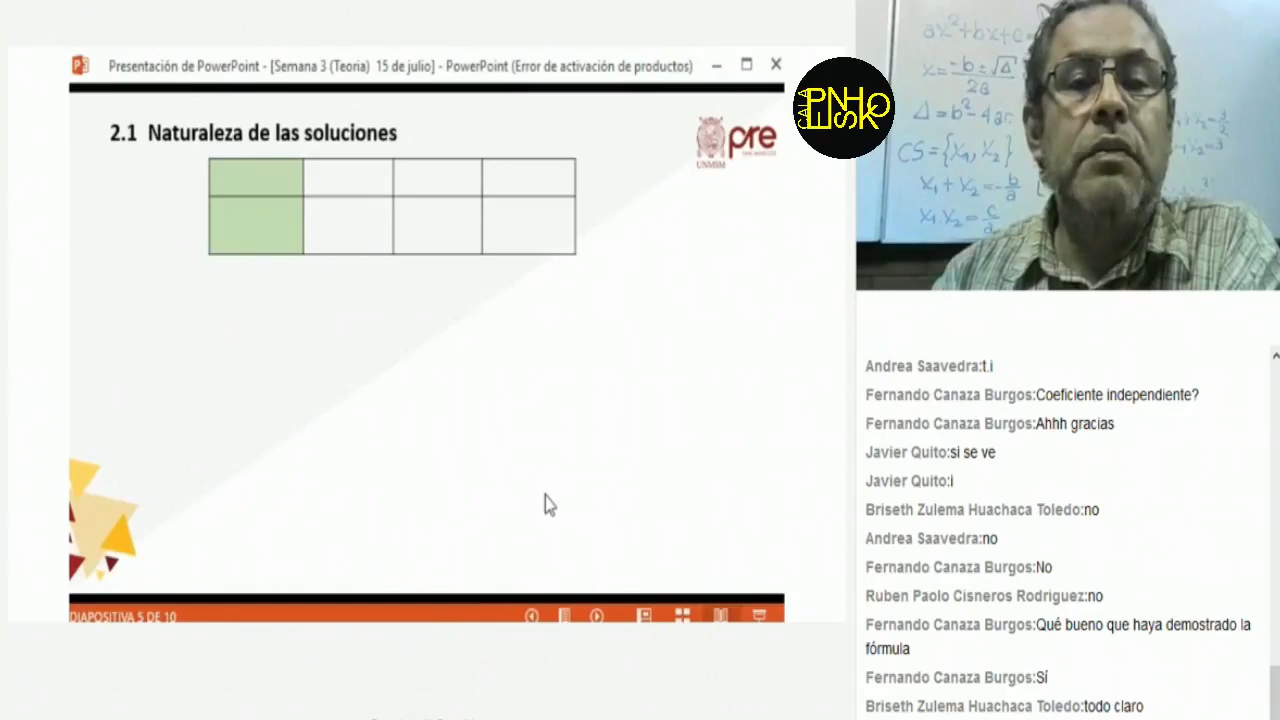 Presentación de PowerPoint - [Semana 3 (Teoria) 15 de julio] - PowerPoint (Error de activación de productos)
2.1 Naturaleza de las soluciones
UNMSM
pre
SAN MARCOS
DIAPOSITIVA 5 DE 10
CALA
PNHO
ESK
ax²+bx+c=
x = -b ± √Δ
2a
Δ = b²-4ac
CS = {x₁, x₂}
x₁ + x₂ = -b/a
x₁.x₂ = c/a
Andrea Saavedra:t.i
Fernando Canaza Burgos:Coeficiente independiente?
Fernando Canaza Burgos:Ahhh gracias
Javier Quito:si se ve
Javier Quito:i
Briseth Zulema Huachaca Toledo:no
Andrea Saavedra:no
Fernando Canaza Burgos:No
Ruben Paolo Cisneros Rodriguez:no
Fernando Canaza Burgos:Qué bueno que haya demostrado la
fórmula
Fernando Canaza Burgos:Sí
Briseth Zulema Huachaca Toledo:todo claro